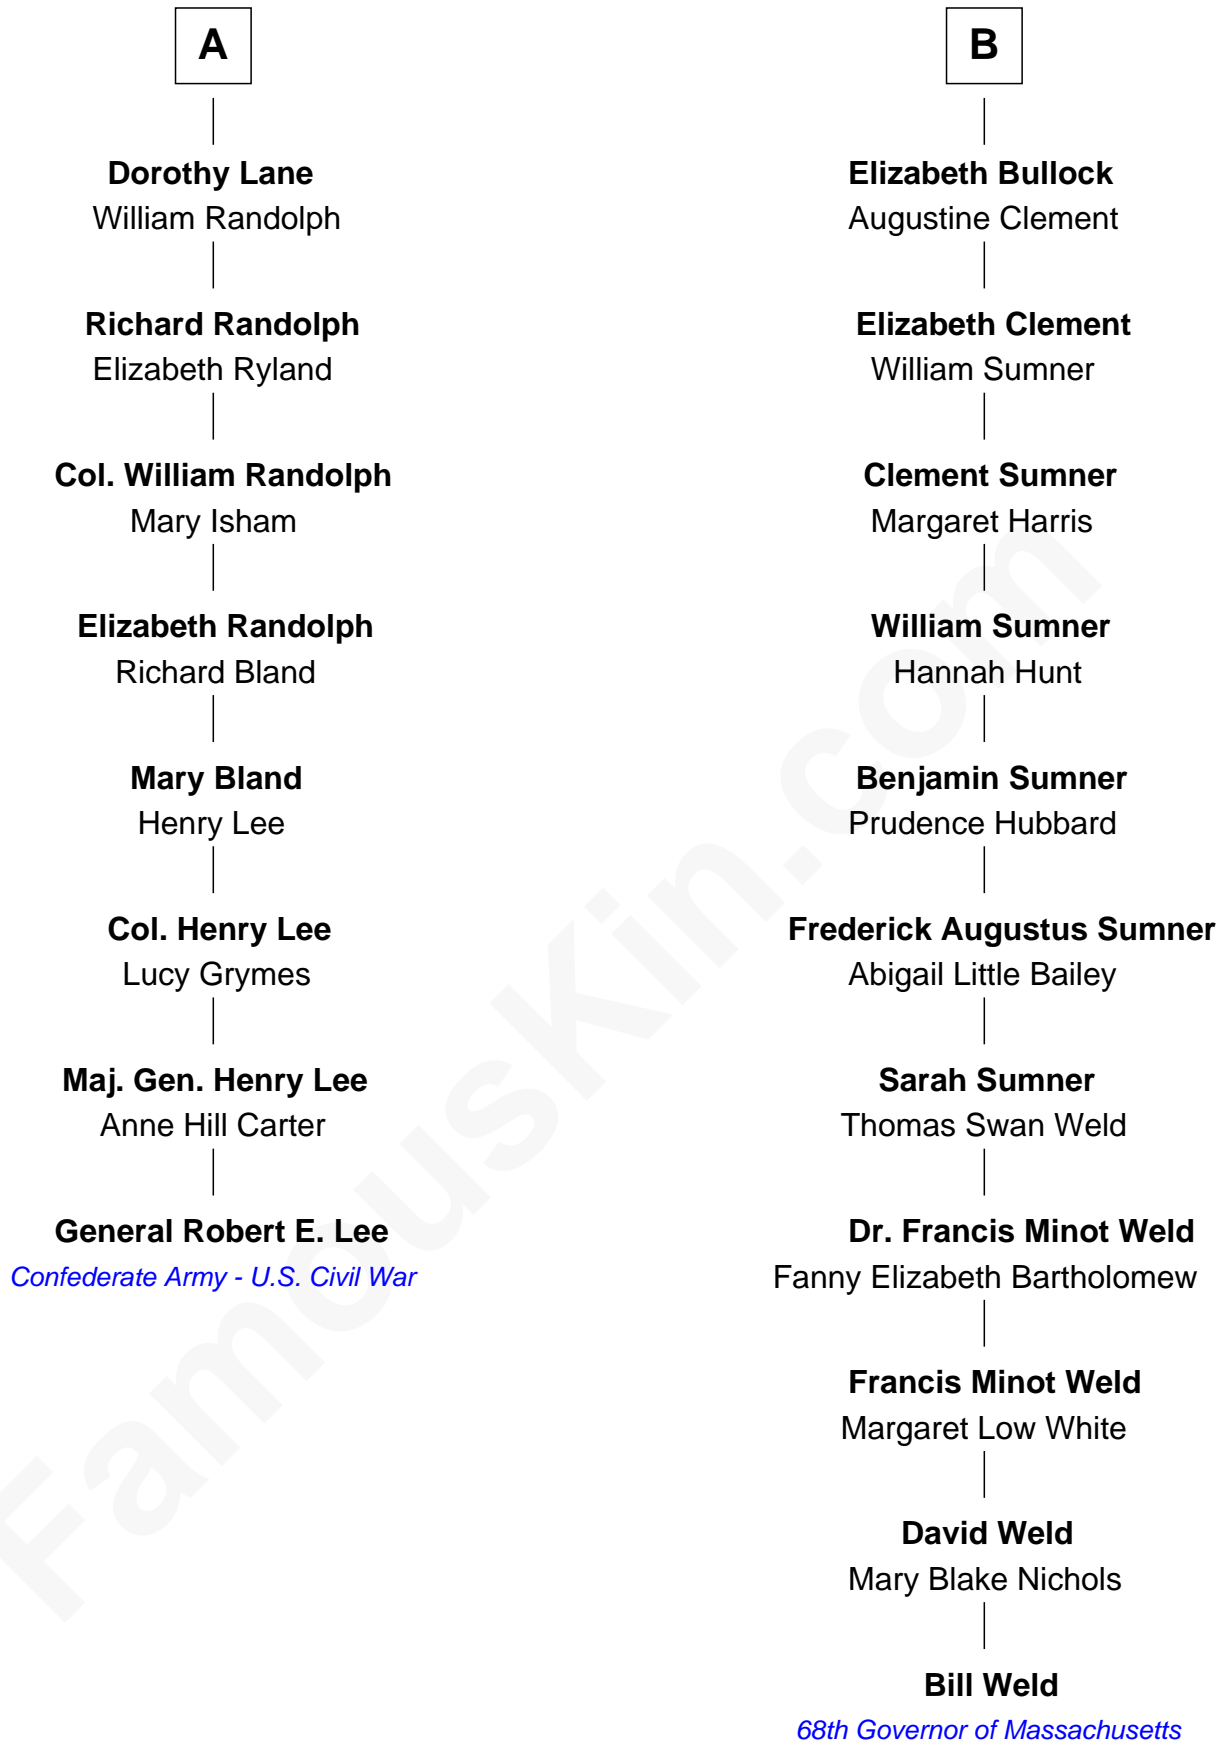 A
Dorothy Lane
William Randolph
Richard Randolph
Elizabeth Ryland
Col. William Randolph
Mary Isham
Elizabeth Randolph
Richard Bland
Mary Bland
Henry Lee
Col. Henry Lee
Lucy Grymes
Maj. Gen. Henry Lee
Anne Hill Carter
General Robert E. Lee
Confederate Army - U.S. Civil War
B
Elizabeth Bullock
Augustine Clement
Elizabeth Clement
William Sumner
Clement Sumner
Margaret Harris
William Sumner
Hannah Hunt
Benjamin Sumner
Prudence Hubbard
Frederick Augustus Sumner
Abigail Little Bailey
Sarah Sumner
Thomas Swan Weld
Dr. Francis Minot Weld
Fanny Elizabeth Bartholomew
Francis Minot Weld
Margaret Low White
David Weld
Mary Blake Nichols
Bill Weld
68th Governor of Massachusetts
FamousKin.com